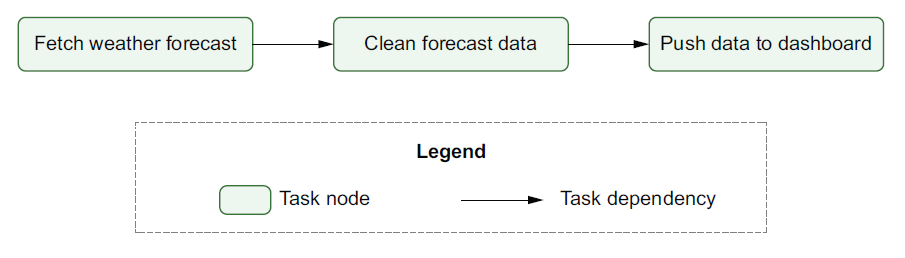 Fetch weather forecast
Clean forecast data
Push data to dashboard
Legend
Task node
Task dependency